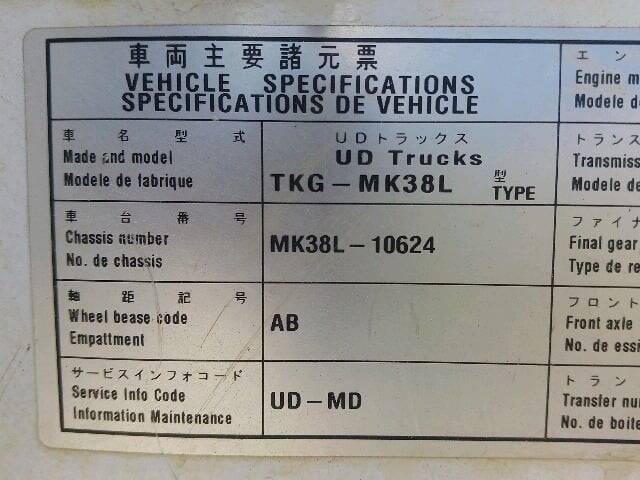 車両主要諸元票
VEHICLE SPECIFICATIONS
SPECIFICATIONS DE VEHICLE
車名型式
Made and model
Modele de fabrique
UDトラックス
UD Trucks
TKG-MK38L 型 TYPE
車台番号
Chassis number
No. de chassis
MK38L-10624
軸距記号
Wheel bease code
Empattment
AB
サービスインフォコード
Service Info Code
Information Maintenance
UD-MD
エン
Engine m
Modele d
トランス
Transmiss
Modele de
ファイナ
Final gear
Type de re
フロント
Front axle
No. de essi
トラン
Transfer nu
No. de boite